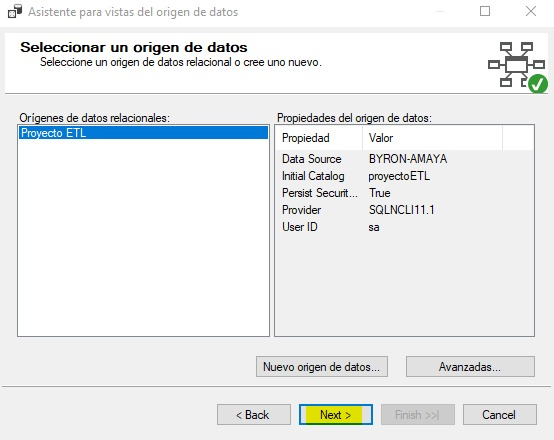 Asistente para vistas del origen de datos
Seleccionar un origen de datos
Seleccione un origen de datos relacional o cree uno nuevo.
Orígenes de datos relacionales:
Proyecto ETL
Propiedades del origen de datos:
Propiedad Valor
Data Source BYRON-AMAYA
Initial Catalog proyectoETL
Persist Securit... True
Provider SQLNCLI11.1
User ID sa
Nuevo origen de datos... Avanzadas...
< Back Next > Finish >>| Cancel